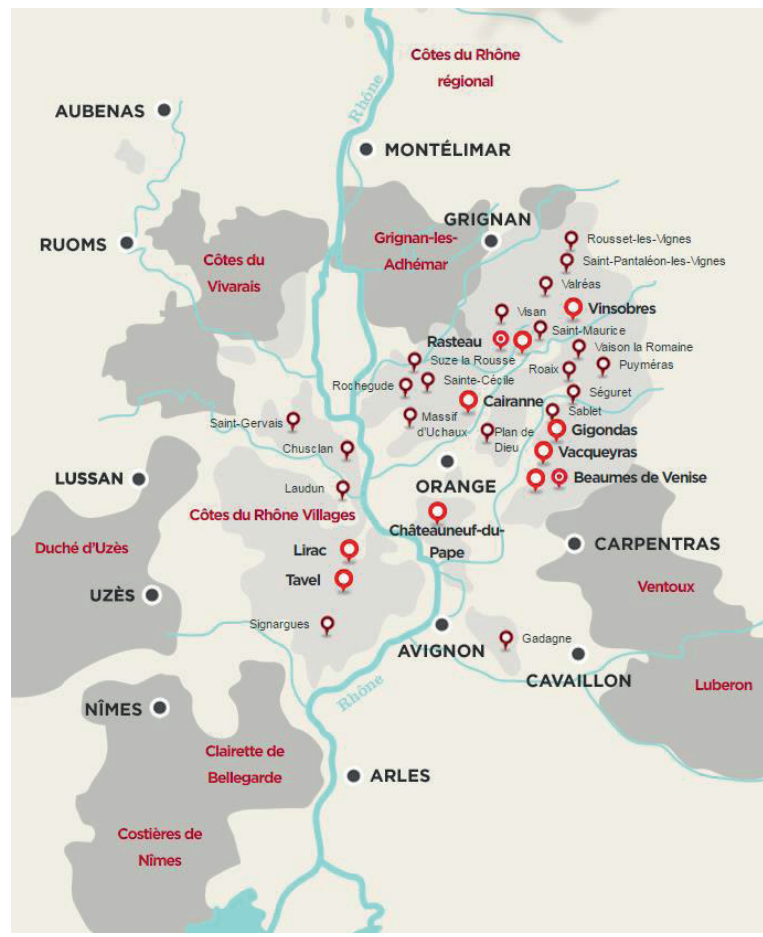 Côtes du Rhône
régional
Rhône
AUBENAS
MONTÉLIMAR
GRIGNAN
Rousset-les-Vignes
RUOMS
Grignan-les-
Adhémar
Saint-Pantaléon-les-Vignes
Côtes du
Vivarais
Valréas
Vinsobres
Visan
Saint-Maurice
Rasteau
Vaison la Romaine
Suze la Rousse
Roaix
Puyméras
Rochegude
Sainte-Cécile
Séguret
Cairanne
Sablet
Saint-Gervais
Massif
d'Uchaux
Plan de
Dieu
Gigondas
Chusclan
Vacqueyras
LUSSAN
ORANGE
Beaumes de Venise
Laudun
Côtes du Rhône Villages
Châteauneuf-du-
Pape
Duché d'Uzès
Lirac
CARPENTRAS
Tavel
Ventoux
UZÈS
Signargues
AVIGNON
Gadagne
CAVAILLON
Luberon
Rhône
NÎMES
Clairette de
Bellegarde
ARLES
Costières de
Nîmes